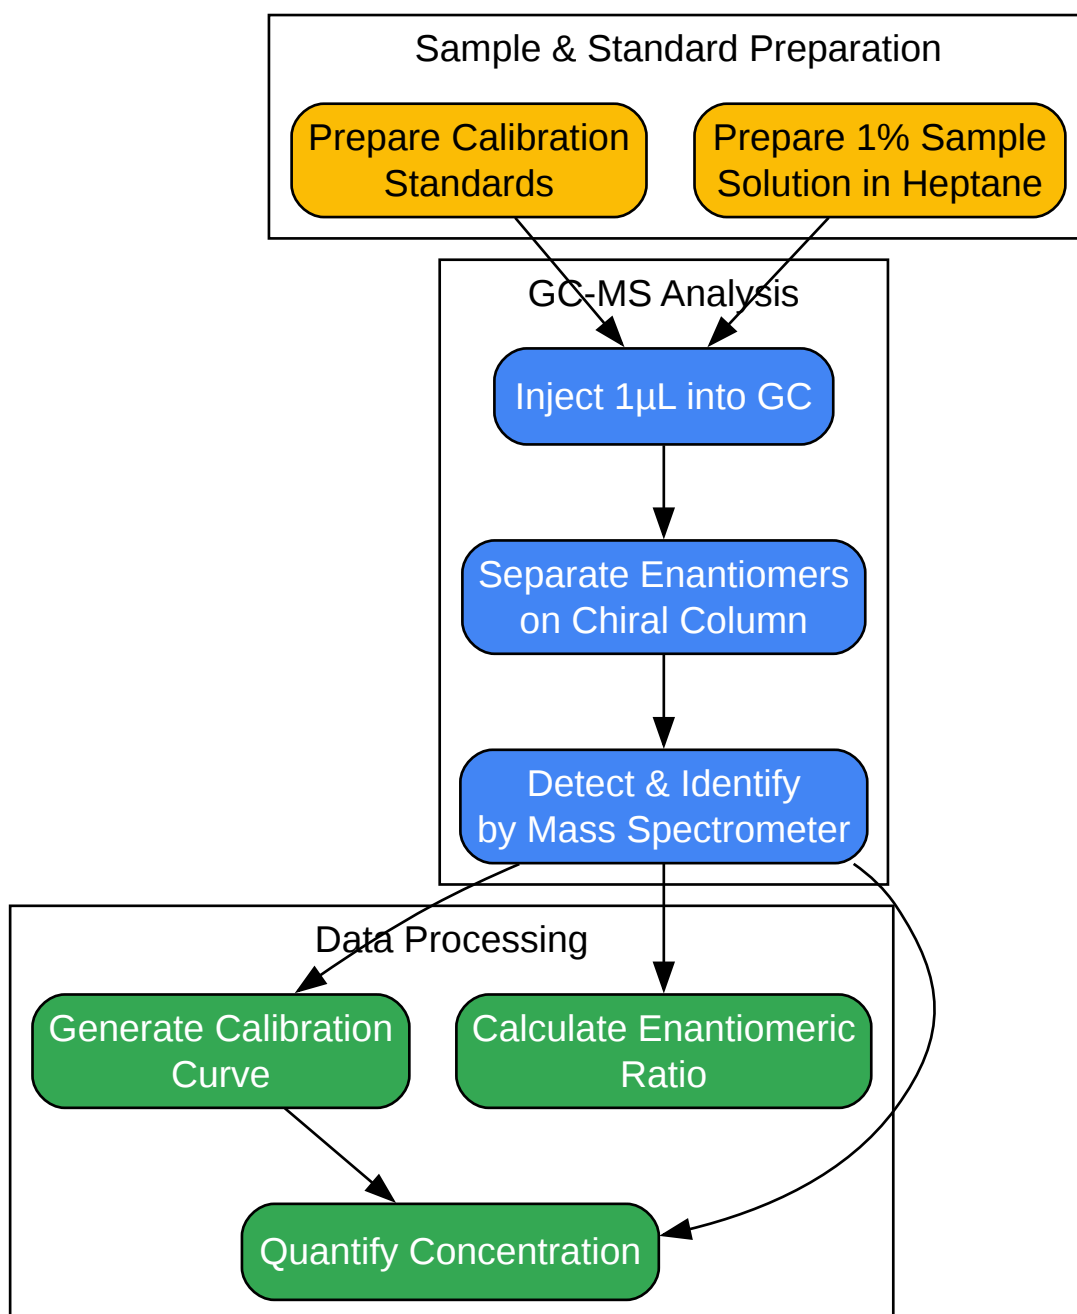 Sample & Standard Preparation
Prepare Calibration
Standards
Prepare 1% Sample
Solution in Heptane
GC-MS Analysis
Inject 1µL into GC
Separate Enantiomers
on Chiral Column
Detect & Identify
by Mass Spectrometer
Data Processing
Generate Calibration
Curve
Calculate Enantiomeric
Ratio
Quantify Concentration